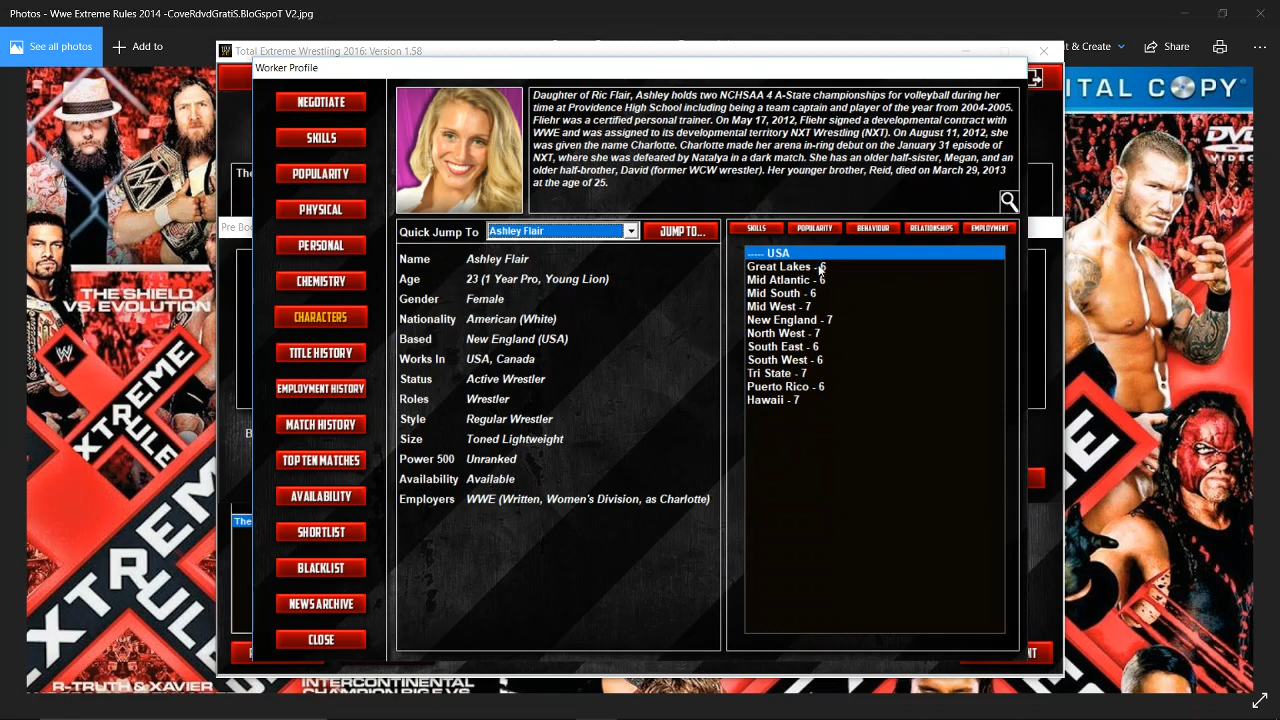 Photos - Wwe Extreme Rules 2014 -CoveRdvdGratiS.BloGspoT V2.jpg
See all photos
Add to
t & Create
Share
Total Extreme Wrestling 2016: Version 1.58
Worker Profile
NEGOTIATE
SKILLS
POPULARITY
PHYSICAL
PERSONAL
CHEMISTRY
CHARACTERS
TITLE HISTORY
EMPLOYMENT HISTORY
MATCH HISTORY
TOP TEN MATCHES
AVAILABILITY
SHORTLIST
BLACKLIST
NEWS ARCHIVE
CLOSE
Daughter of Ric Flair, Ashley holds two NCHSAA 4 A-State championships for volleyball during her
time at Providence High School including being a team captain and player of the year from 2004-2005.
Fliehr was a certified personal trainer. On May 17, 2012, Fliehr signed a developmental contract with
WWE and was assigned to its developmental territory NXT Wrestling (NXT). On August 11, 2012, she
was given the name Charlotte. Charlotte made her arena in-ring debut on the January 31 episode of
NXT, where she was defeated by Natalya in a dark match. She has an older half-sister, Megan, and an
older half-brother, David (former WCW wrestler). Her younger brother, Reid, died on March 29, 2013
at the age of 25.
Quick Jump To
Ashley Flair
JUMP TO...
Name Ashley Flair
Age 23 (1 Year Pro, Young Lion)
Gender Female
Nationality American (White)
Based New England (USA)
Works In USA, Canada
Status Active Wrestler
Roles Wrestler
Style Regular Wrestler
Size Toned Lightweight
Power 500 Unranked
Availability Available
Employers WWE (Written, Women's Division, as Charlotte)
SKILLS
POPULARITY
BEHAVIOUR
RELATIONSHIPS
EMPLOYMENT
----- USA
Great Lakes - 6
Mid Atlantic - 6
Mid South - 6
Mid West - 7
New England - 7
North West - 7
South East - 6
South West - 6
Tri State - 7
Puerto Rico - 6
Hawaii - 7
The
Pre Boo
B
The
NT
ITAL COPY
DVD
VIDEO
THE SHIELD
VS. EVOLUTION
W
XTREME
RULE
XTREME
RULE
R-TRUTH & XAVIER
INTERCONTINENTAL
CHAMPION BIG E VS.